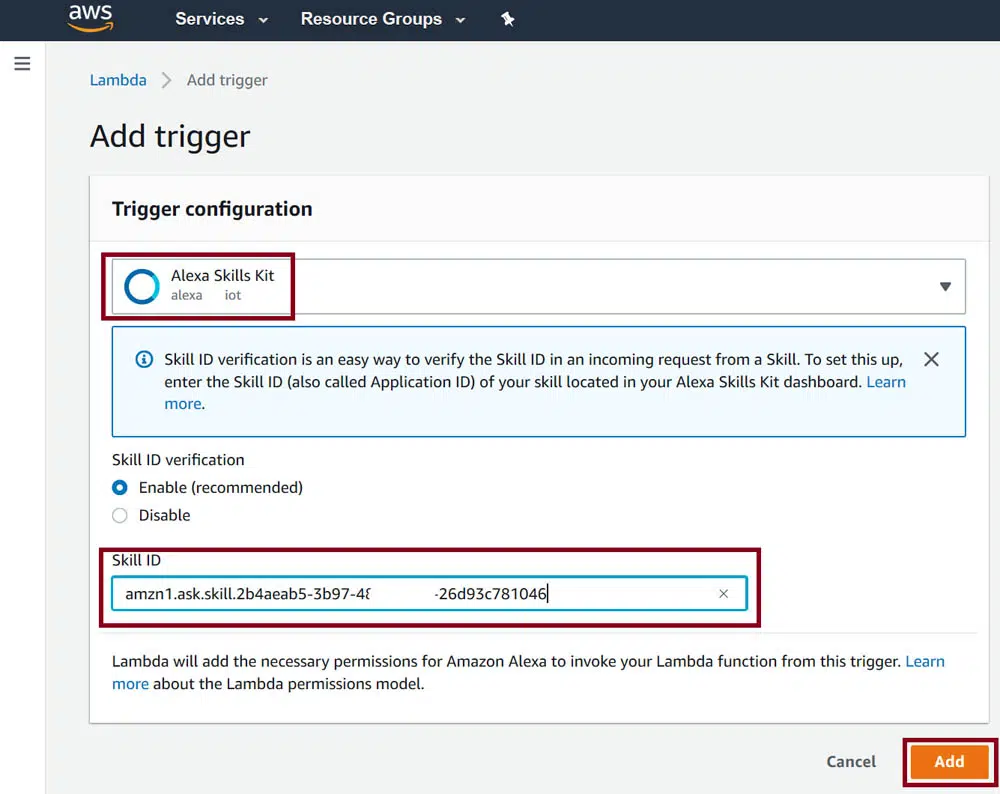 aws Services Resource Groups
Lambda Add trigger
Add trigger
Trigger configuration
Alexa Skills Kit
alexa iot
Skill ID verification is an easy way to verify the Skill ID in an incoming request from a Skill. To set this up,
enter the Skill ID (also called Application ID) of your skill located in your Alexa Skills Kit dashboard. Learn
more.
Skill ID verification
Enable (recommended)
Disable
Skill ID
amzn1.ask.skill.2b4aeab5-3b97-48 -26d93c781046
Lambda will add the necessary permissions for Amazon Alexa to invoke your Lambda function from this trigger. Learn
more about the Lambda permissions model.
Cancel Add